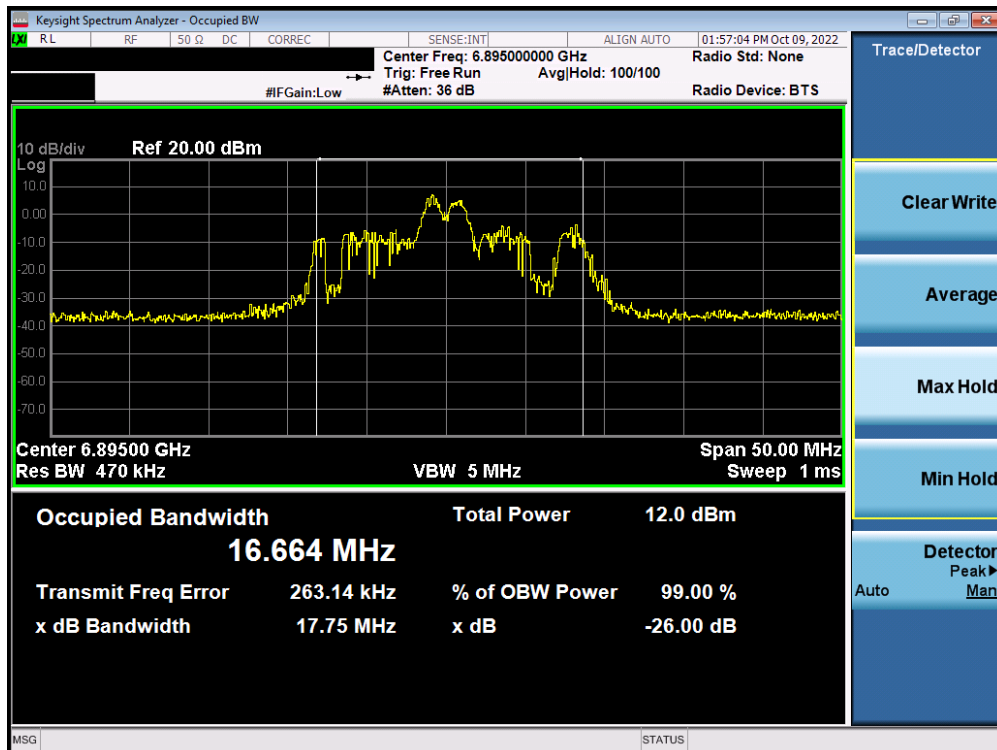 Keysight Spectrum Analyzer - Occupied BW
LXI RL RF 50 Ω DC CORREC SENSE:INT ALIGN AUTO 01:57:04 PM Oct 09, 2022
Center Freq: 6.895000000 GHz Radio Std: None
Trig: Free Run Avg|Hold: 100/100
#IFGain:Low #Atten: 36 dB Radio Device: BTS
10 dB/div Ref 20.00 dBm
Log
10.0
0.00
-10.0
-20.0
-30.0
-40.0
-50.0
-60.0
-70.0
Center 6.89500 GHz Span 50.00 MHz
Res BW 470 kHz VBW 5 MHz Sweep 1 ms
Occupied Bandwidth Total Power 12.0 dBm
16.664 MHz
Transmit Freq Error 263.14 kHz % of OBW Power 99.00 %
x dB Bandwidth 17.75 MHz x dB -26.00 dB
MSG STATUS
Trace/Detector
Clear Write
Average
Max Hold
Min Hold
Detector
Peak▶
Auto Man